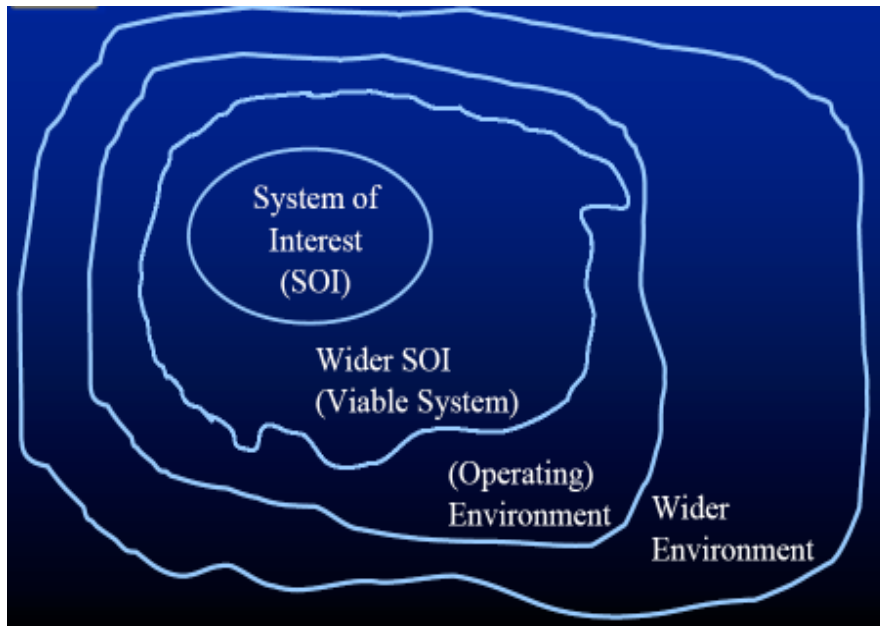 System of
Interest
(SOI)
Wider SOI
(Viable System)
(Operating)
Environment
Wider
Environment